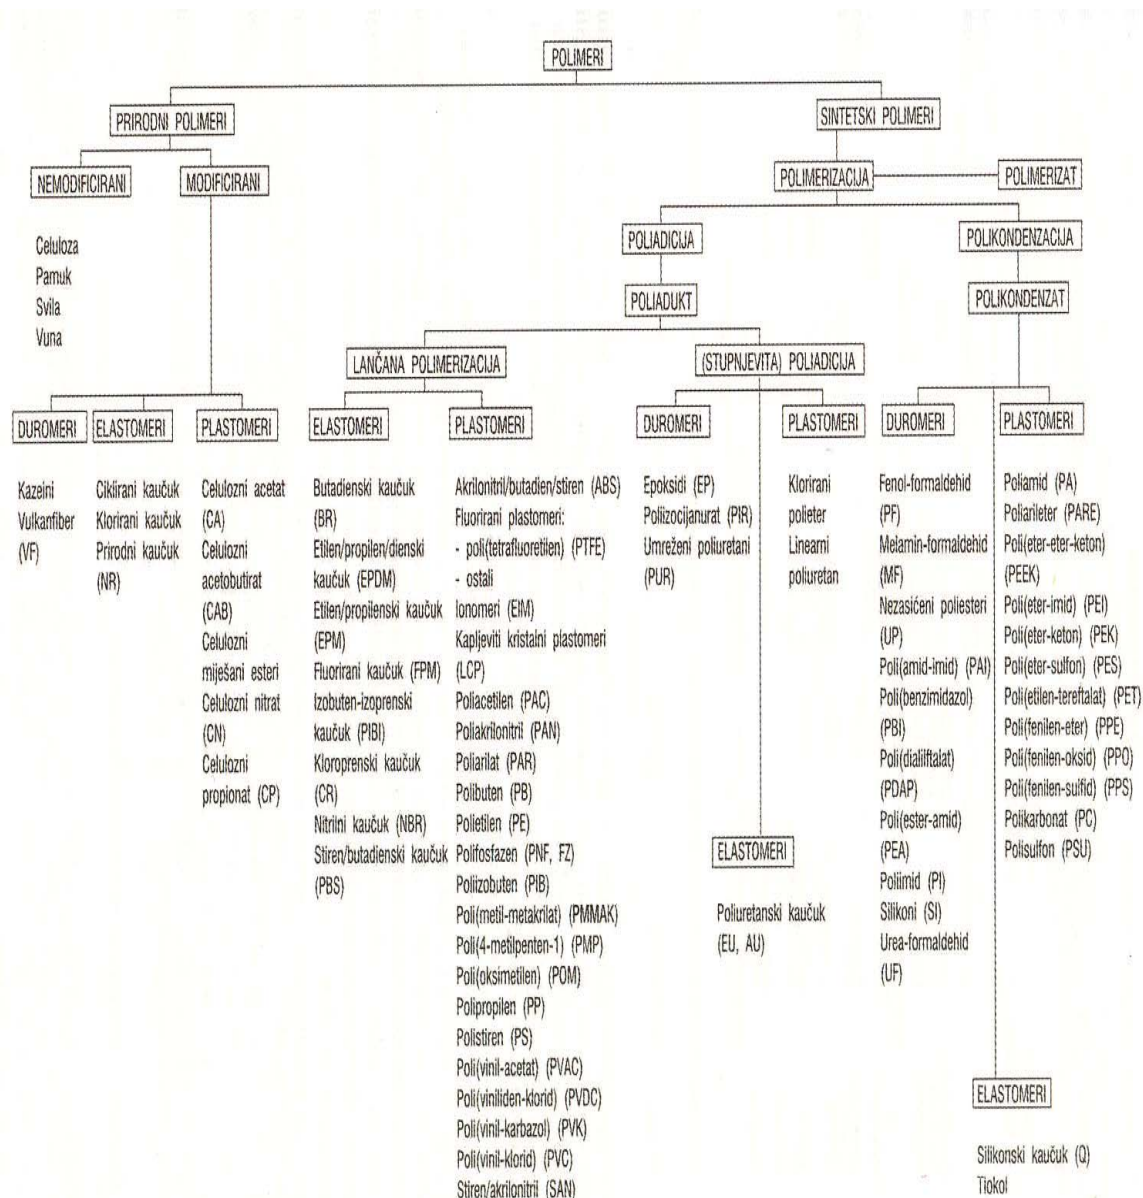 POLIMERI
PRIRODNI POLIMERI
SINTETSKI POLIMERI
NEMODIFICIRANI
MODIFICIRANI
POLIMERIZACIJA
POLIMERIZAT
Celuloza
Pamuk
Svila
Vuna
POLIADICIJA
POLIKONDENZACIJA
POLIADUKT
POLIKONDENZAT
LANČANA POLIMERIZACIJA
(STUPNJEVITA) POLIADICIJA
DUROMERI
Kazeini
Vulkanfiber
(VF)
ELASTOMERI
Ciklirani kaučuk
Klorirani kaučuk
Prirodni kaučuk
(NR)
PLASTOMERI
Celulozni acetat
(CA)
Celulozni
acetobutirat
(CAB)
Celulozni
miješani esteri
Celulozni nitrat
(CN)
Celulozni
propionat (CP)
ELASTOMERI
Butadienski kaučuk
(BR)
Etilen/propilen/dienski
kaučuk (EPDM)
Etilen/propilenski kaučuk
(EPM)
Fluorirani kaučuk (FPM)
Izobuten-izoprenski
kaučuk (PIBI)
Kloroprenski kaučuk
(CR)
Nitrilni kaučuk (NBR)
Stiren/butadienski kaučuk
(PBS)
PLASTOMERI
Akrilonitril/butadien/stiren (ABS)
Fluorirani plastomeri:
- poli(tetrafluoretilen) (PTFE)
- ostali
Ionomeri (EIM)
Kapljeviti kristalni plastomeri
(LCP)
Poliacetilen (PAC)
Poliakrilonitril (PAN)
Poliarilat (PAR)
Polibuten (PB)
Polietilen (PE)
Polifosfazen (PNF, FZ)
Poliizobuten (PIB)
Poli(metil-metakrilat) (PMMAK)
Poli(4-metilpenten-1) (PMP)
Poli(oksimetilen) (POM)
Polipropilen (PP)
Polistiren (PS)
Poli(vinil-acetat) (PVAC)
Poli(viniliden-klorid) (PVDC)
Poli(vinil-karbazol) (PVK)
Poli(vinil-klorid) (PVC)
Stiren/akrilonitril (SAN)
DUROMERI
Epoksidi (EP)
Poliizocijanurat (PIR)
Umreženi poliuretani
(PUR)
PLASTOMERI
Klorirani
polieter
Linearni
poliuretan
ELASTOMERI
Poliuretanski kaučuk
(EU, AU)
DUROMERI
Fenol-formaldehid
(PF)
Melamin-formaldehid
(MF)
Nezasićeni poliesteri
(UP)
Poli(amid-imid) (PAI)
Poli(benzimidazol)
(PBI)
Poli(dialilftalat)
(PDAP)
Poli(ester-amid)
(PEA)
Poliimid (PI)
Silikoni (SI)
Urea-formaldehid
(UF)
PLASTOMERI
Poliamid (PA)
Poliarileter (PARE)
Poli(eter-eter-keton)
(PEEK)
Poli(eter-imid) (PEI)
Poli(eter-keton) (PEK)
Poli(eter-sulfon) (PES)
Poli(etilen-tereftalat) (PET)
Poli(fenilen-eter) (PPE)
Poli(fenilen-oksid) (PPO)
Poli(fenilen-sulfid) (PPS)
Polikarbonat (PC)
Polisulfon (PSU)
ELASTOMERI
Silikonski kaučuk (Q)
Tiokol